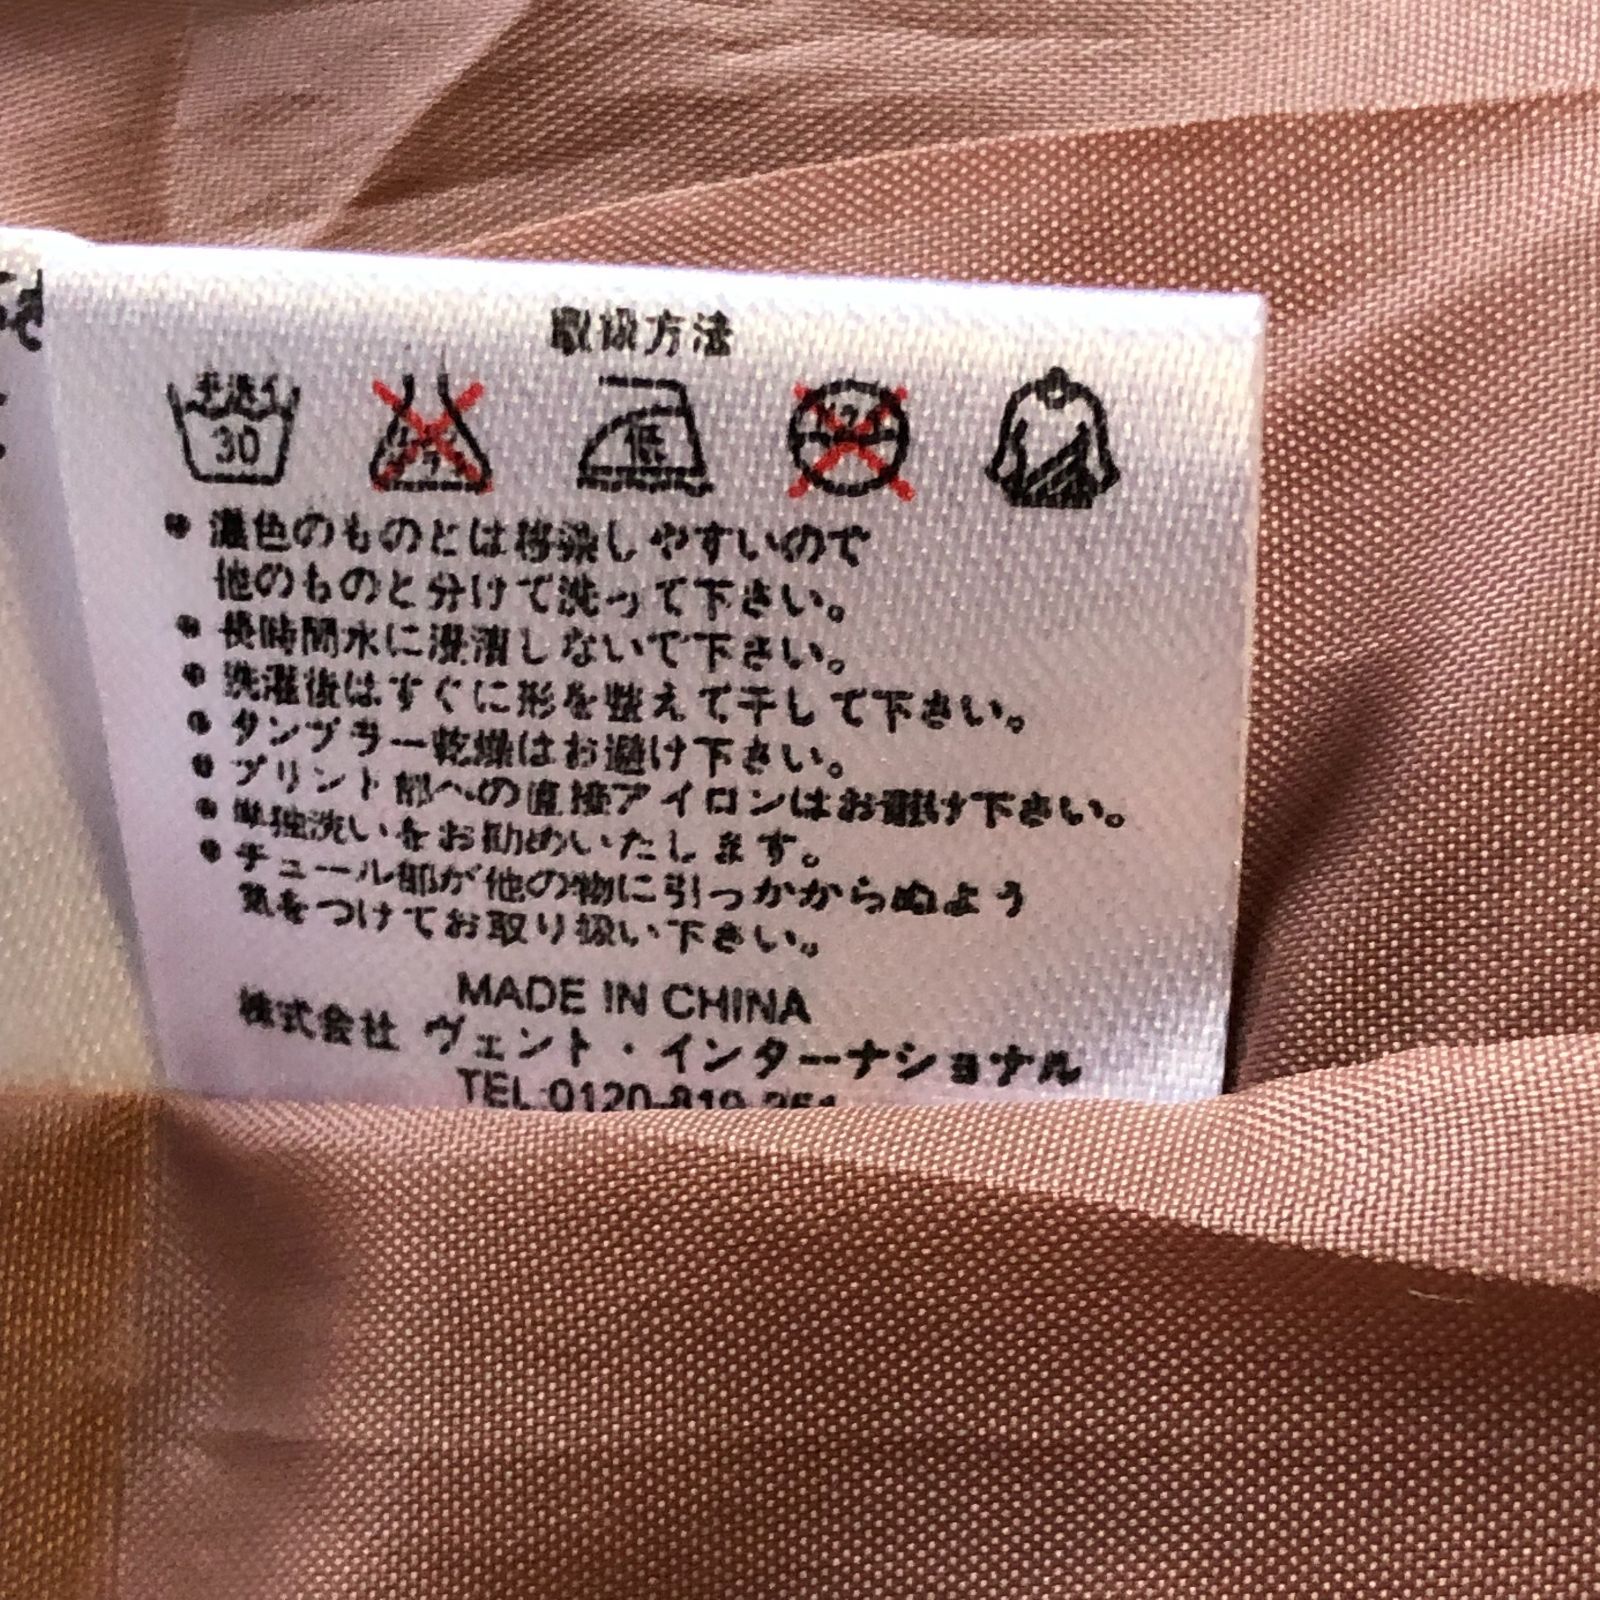 取扱方法
手洗イ
30
低
• 濃色のものとは移染しやすいので
他のものと分けて洗って下さい。
• 長時間水に浸漬しないで下さい。
• 洗濯後はすぐに形を整えて干して下さい。
• タンブラー乾燥はお避け下さい。
• プリント部への直接アイロンはお避け下さい。
• 単独洗いをお勧めいたします。
• チュール部が他の物に引っかからぬよう
気をつけてお取り扱い下さい。
MADE IN CHINA
株式会社 ヴェント・インターナショナル
TEL:0120-819-